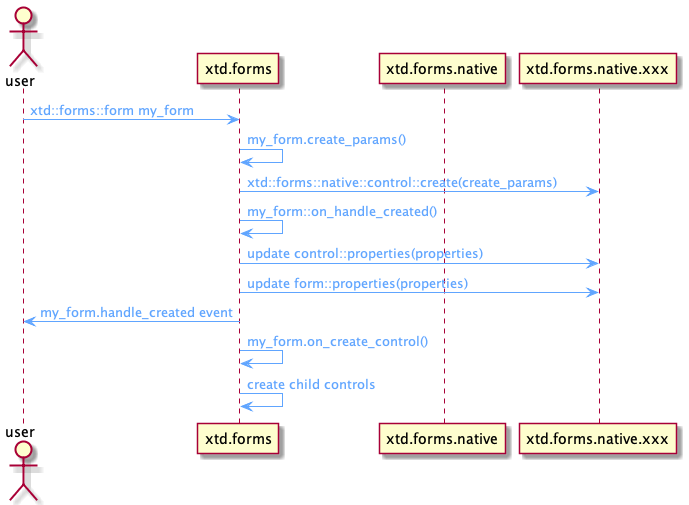 user
xtd.forms
xtd.forms.native
xtd.forms.native.xxx
xtd::forms::form my_form
my_form.create_params()
xtd::forms::native::control::create(create_params)
my_form::on_handle_created()
update control::properties(properties)
update form::properties(properties)
my_form.handle_created event
my_form.on_create_control()
create child controls
user
xtd.forms
xtd.forms.native
xtd.forms.native.xxx